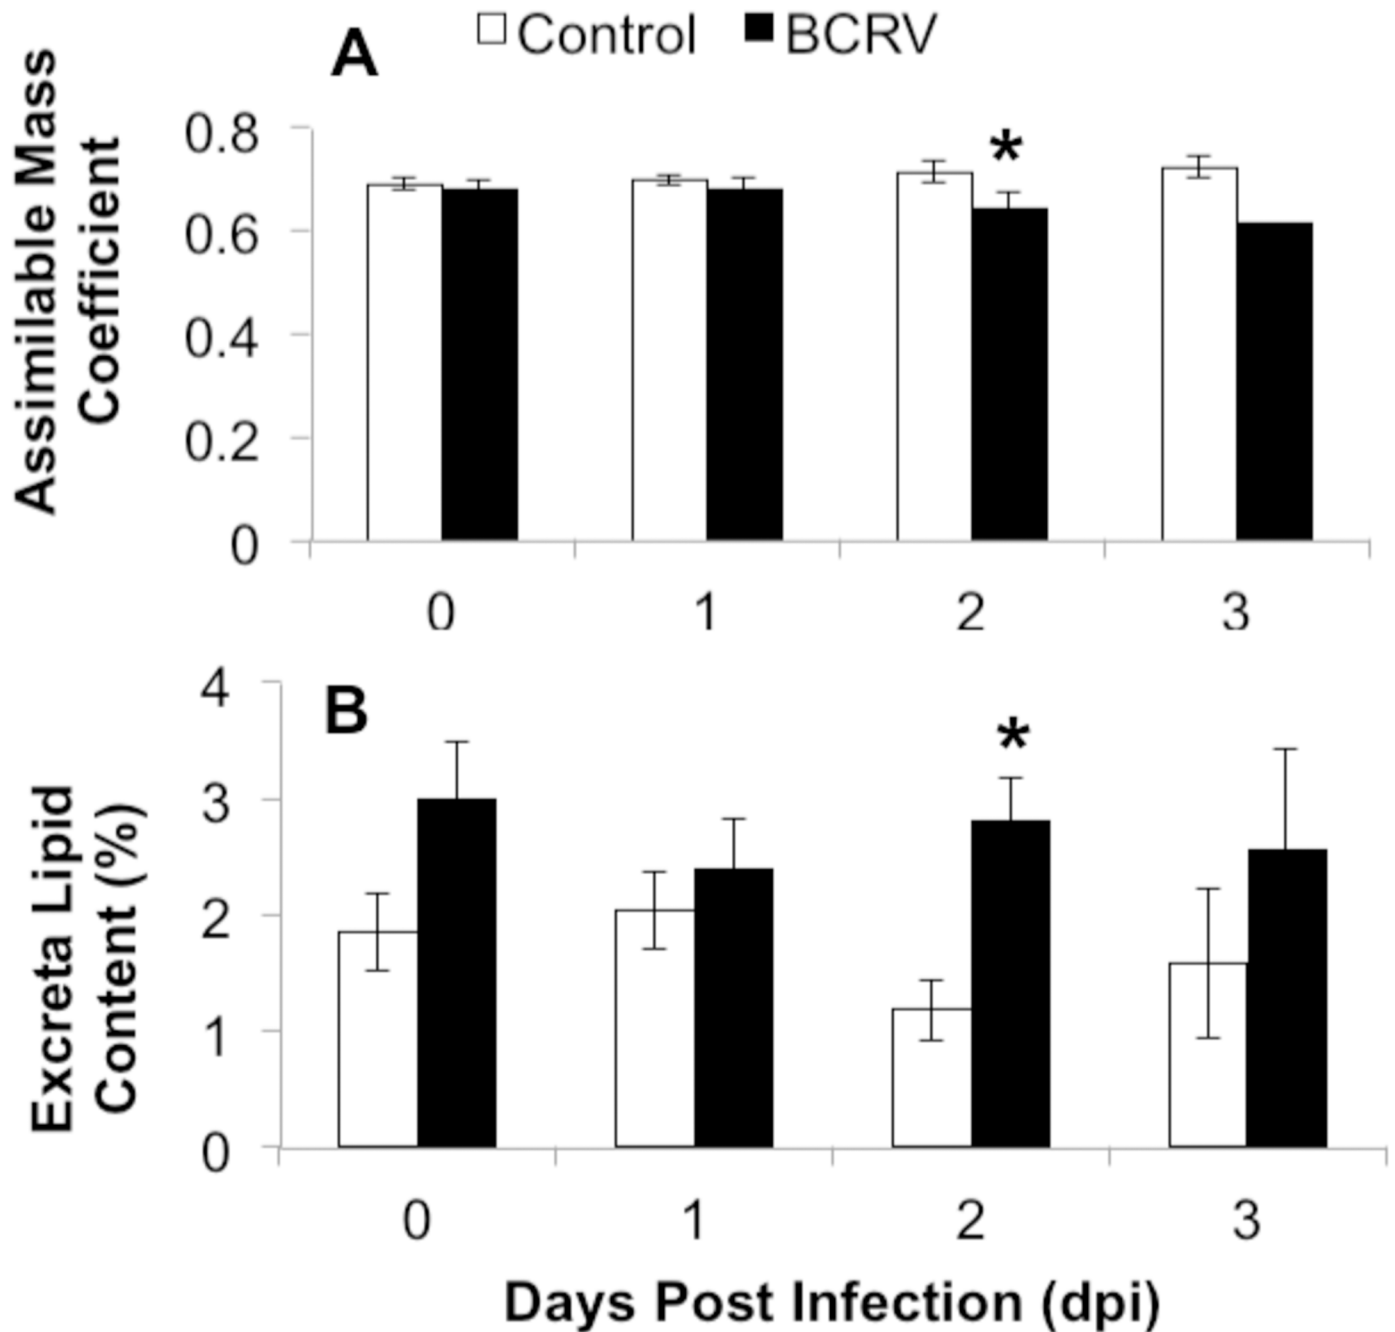 A
Control BCRV
Assimilable Mass
Coefficient
0.8
0.6
0.4
0.2
0
*
0 1 2 3
B
Excreta Lipid
Content (%)
4
3
2
1
0
*
0 1 2 3
Days Post Infection (dpi)